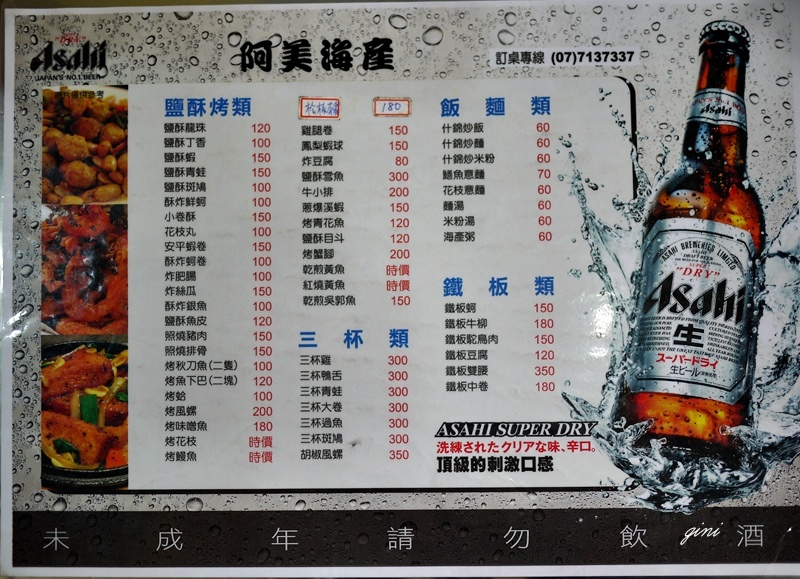 "DRY"
Asahi
JAPAN'S NO.1 BEER
阿美海產
訂桌專線 (07)7137337
鹽酥烤類
鹽酥龍珠 120
鹽酥丁香 100
鹽酥蝦 150
鹽酥青蛙 150
鹽酥斑鳩 100
酥炸鮮蚵 100
小卷酥 150
花枝丸 100
安平蝦卷 150
酥炸蚵卷 100
炸肥腸 100
炸絲瓜 150
酥炸銀魚 100
鹽酥魚皮 120
照燒豬肉 150
照燒排骨 150
烤秋刀魚(二隻) 100
烤魚下巴(二塊) 120
烤蛤 100
烤風螺 200
烤味噌魚 180
烤花枝 時價
烤鰻魚 時價
180
雞腿卷 150
鳳梨蝦球 150
炸豆腐 80
鹽酥雪魚 300
牛小排 200
蔥爆溪蝦 150
烤青花魚 120
鹽酥目斗 120
烤蟹腳 200
乾煎黃魚 時價
紅燒黃魚 時價
乾煎吳郭魚 150
三杯類
三杯雞 300
三杯鴨舌 300
三杯青蛙 300
三杯大卷 300
三杯過魚 300
三杯斑鳩 300
胡椒風螺 350
飯麵類
什錦炒飯 60
什錦炒麵 60
什錦炒米粉 60
鱔魚意麵 70
花枝意麵 60
麵湯 60
米粉湯 60
海產粥 60
鐵板類
鐵板蚵 150
鐵板牛柳 180
鐵板駝鳥肉 150
鐵板豆腐 120
鐵板雙腰 350
鐵板中卷 180
ASAHI SUPER DRY
洗練されたクリアな味、辛口。
頂級的刺激口感
Asahi
ASAHI BREWERIES LIMITED
"DRY"
Asahi
生
スーパードライ
生ビール
未成年請勿飲酒
gini